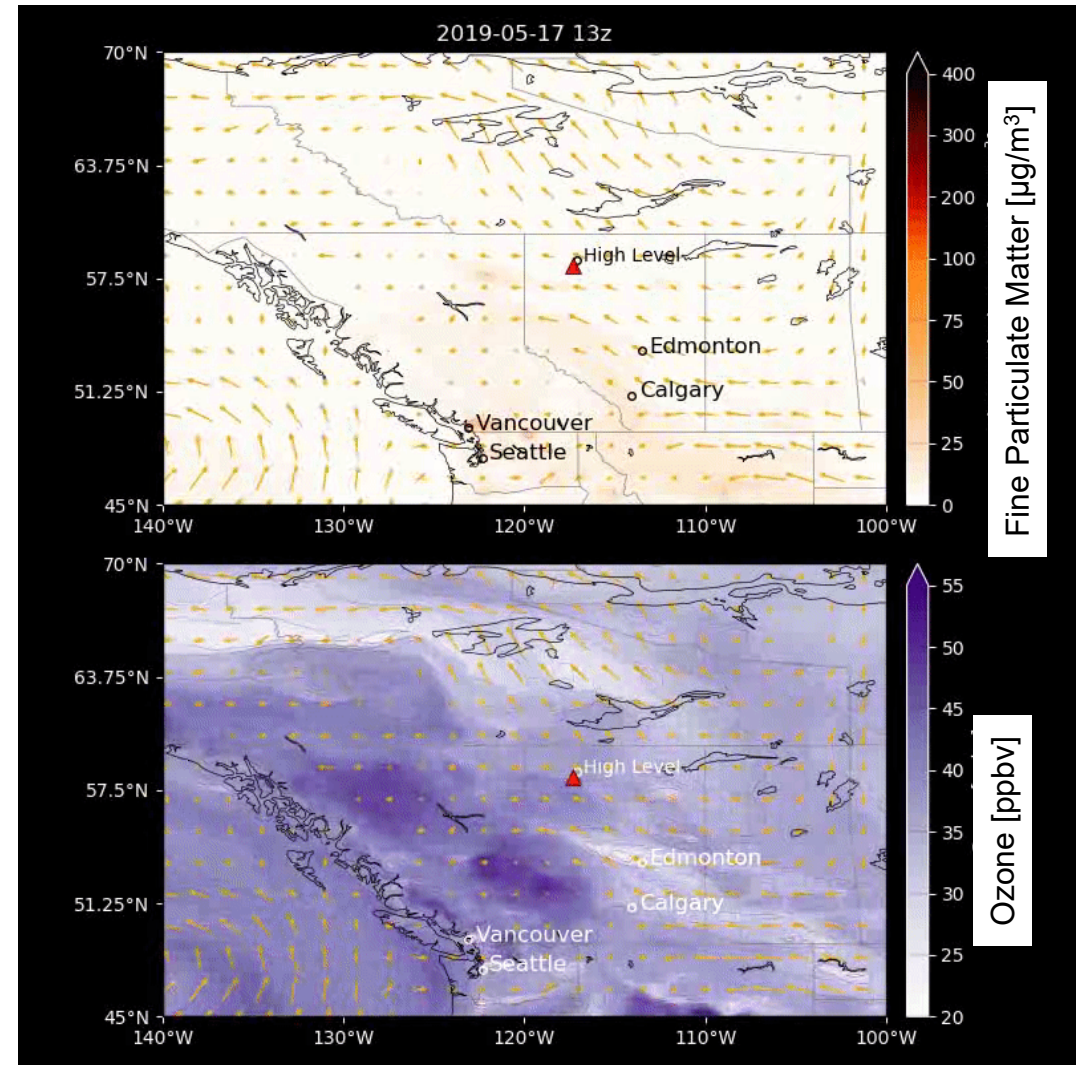 2019-05-17 13z
70°N
63.75°N
57.5°N
51.25°N
45°N
140°W
130°W
120°W
110°W
100°W
High Level
Edmonton
Calgary
Vancouver
Seattle
400
300
200
100
75
50
25
0
Fine Particulate Matter [µg/m³]
70°N
63.75°N
57.5°N
51.25°N
45°N
140°W
130°W
120°W
110°W
100°W
High Level
Edmonton
Calgary
Vancouver
Seattle
55
50
45
40
35
30
25
20
Ozone [ppbv]